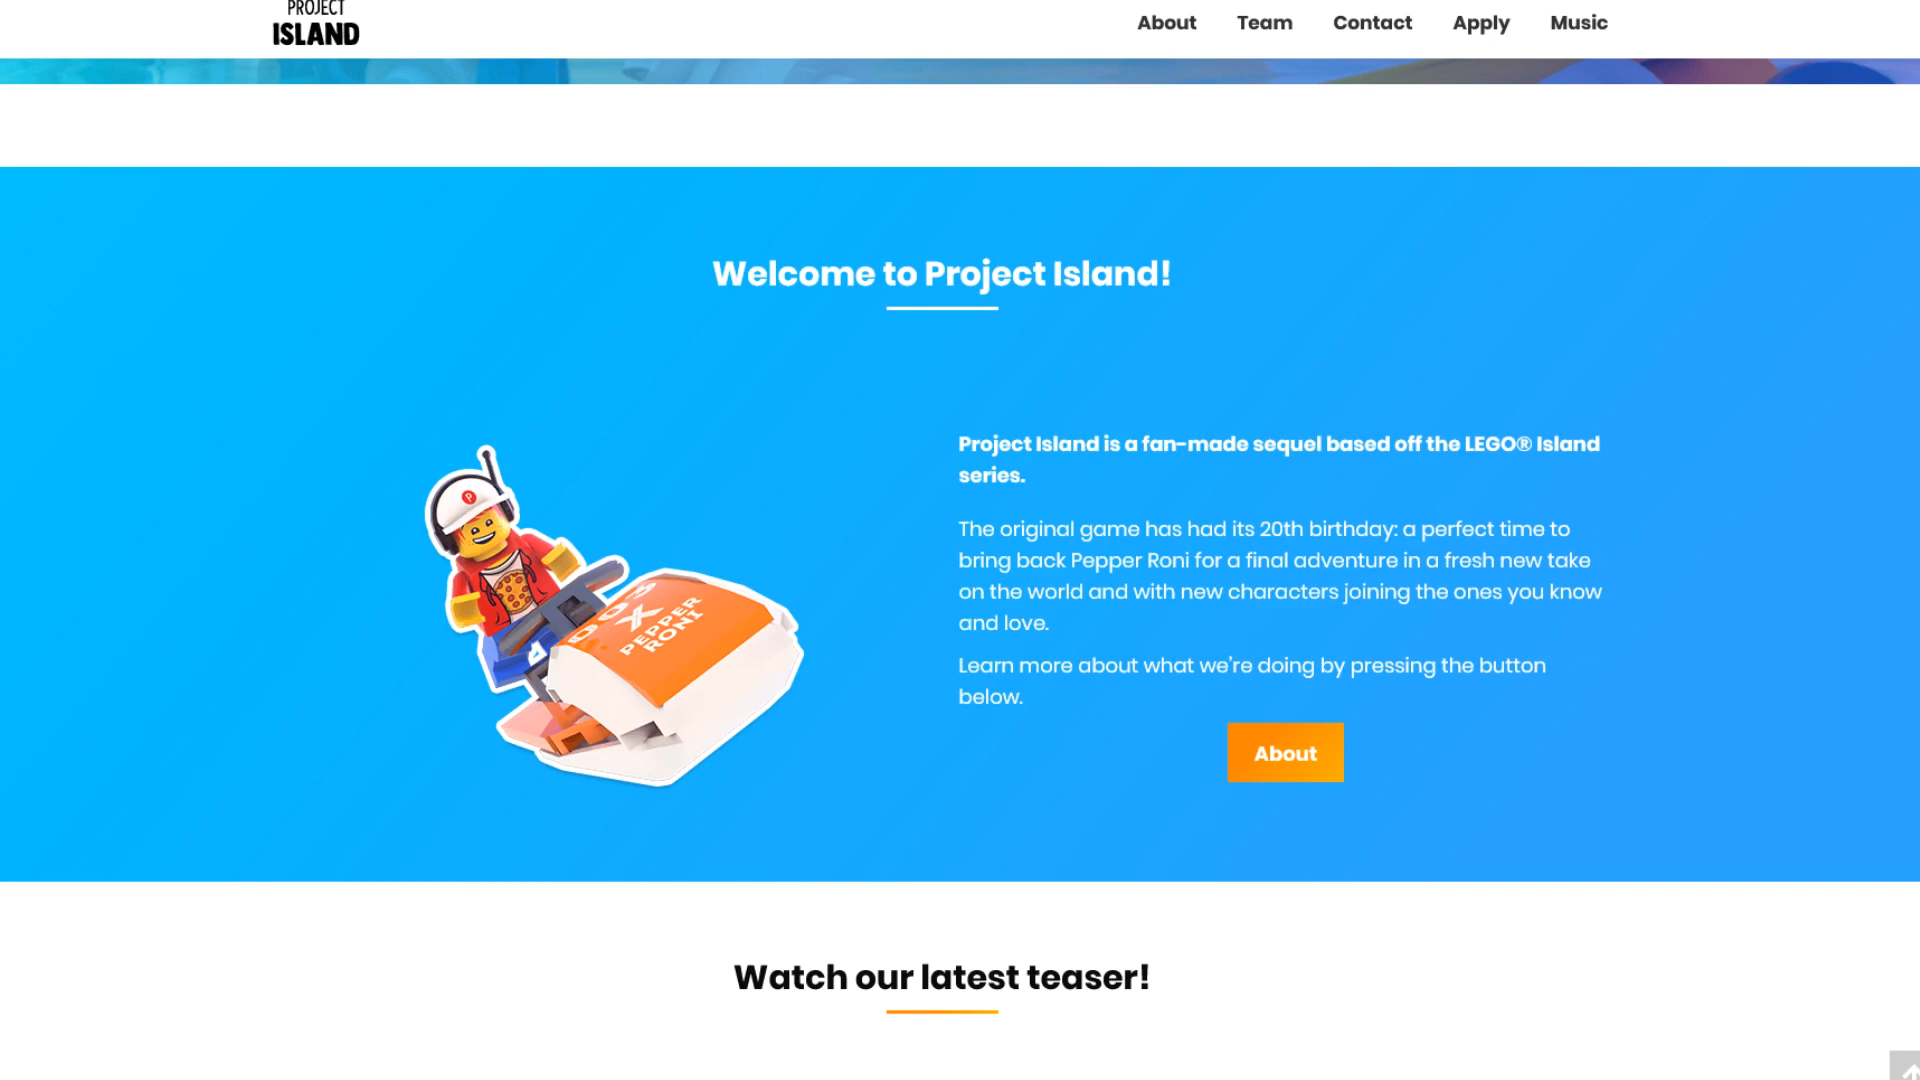 PROJECT
ISLAND
About Team Contact Apply Music
Welcome to Project Island!
Project Island is a fan-made sequel based off the LEGO® Island
series.
The original game has had its 20th birthday: a perfect time to
bring back Pepper Roni for a final adventure in a fresh new take
on the world and with new characters joining the ones you know
and love.
Learn more about what we're doing by pressing the button
below.
About
P
003
X
PEPPER
RONI
Watch our latest teaser!